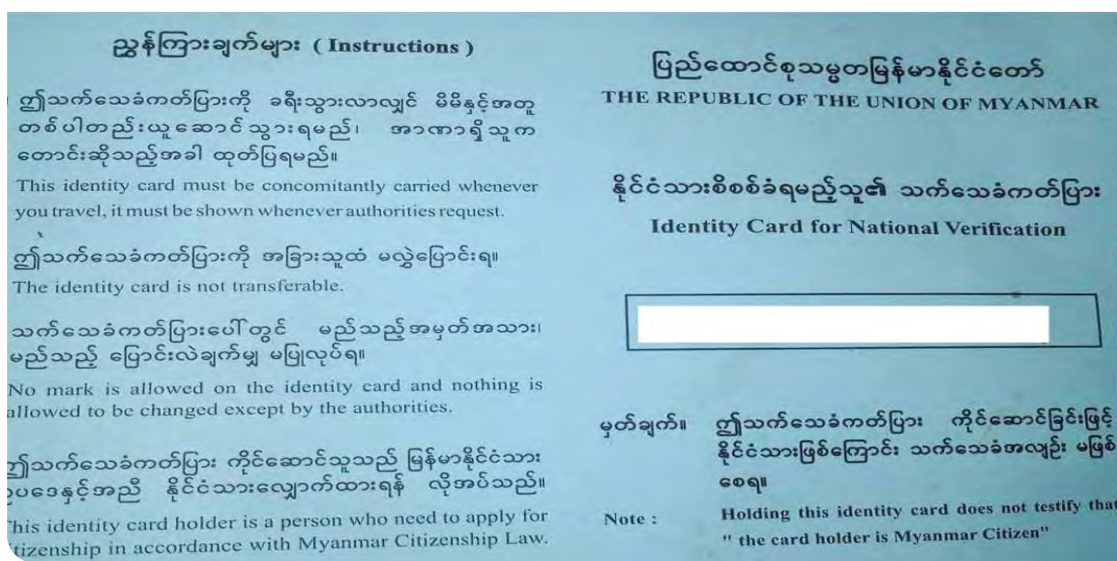 ညွှန်ကြားချက်များ ( Instructions )
ဤသက်သေခံကတ်ပြားကို ခရီးသွားလာလျှင် မိမိနှင့်အတူ
တစ်ပါတည်းယူဆောင်သွားရမည်၊ အာဏာရှိသူက
တောင်းဆိုသည့်အခါ ထုတ်ပြရမည်။
This identity card must be concomitantly carried whenever
you travel, it must be shown whenever authorities request.
ဤသက်သေခံကတ်ပြားကို အခြားသူထံ မလွှဲပြောင်းရ။
The identity card is not transferable.
သက်သေခံကတ်ပြားပေါ်တွင် မည်သည့်အမှတ်အသား၊
မည်သည့် ပြောင်းလဲချက်မျှ မပြုလုပ်ရ။
No mark is allowed on the identity card and nothing is
allowed to be changed except by the authorities.
ဤသက်သေခံကတ်ပြား ကိုင်ဆောင်သူသည် မြန်မာနိုင်ငံသား
ဥပဒေနှင့်အညီ နိုင်ငံသားလျှောက်ထားရန် လိုအပ်သည်။
This identity card holder is a person who need to apply for
citizenship in accordance with Myanmar Citizenship Law.
ပြည်ထောင်စုသမ္မတမြန်မာနိုင်ငံတော်
THE REPUBLIC OF THE UNION OF MYANMAR
နိုင်ငံသားစိစစ်ခံရမည့်သူ၏ သက်သေခံကတ်ပြား
Identity Card for National Verification
မှတ်ချက်။ ဤသက်သေခံကတ်ပြား ကိုင်ဆောင်ခြင်းဖြင့်
နိုင်ငံသားဖြစ်ကြောင်း သက်သေခံအလျဉ်း မဖြစ်
စေရ။
Note : Holding this identity card does not testify that
" the card holder is Myanmar Citizen"